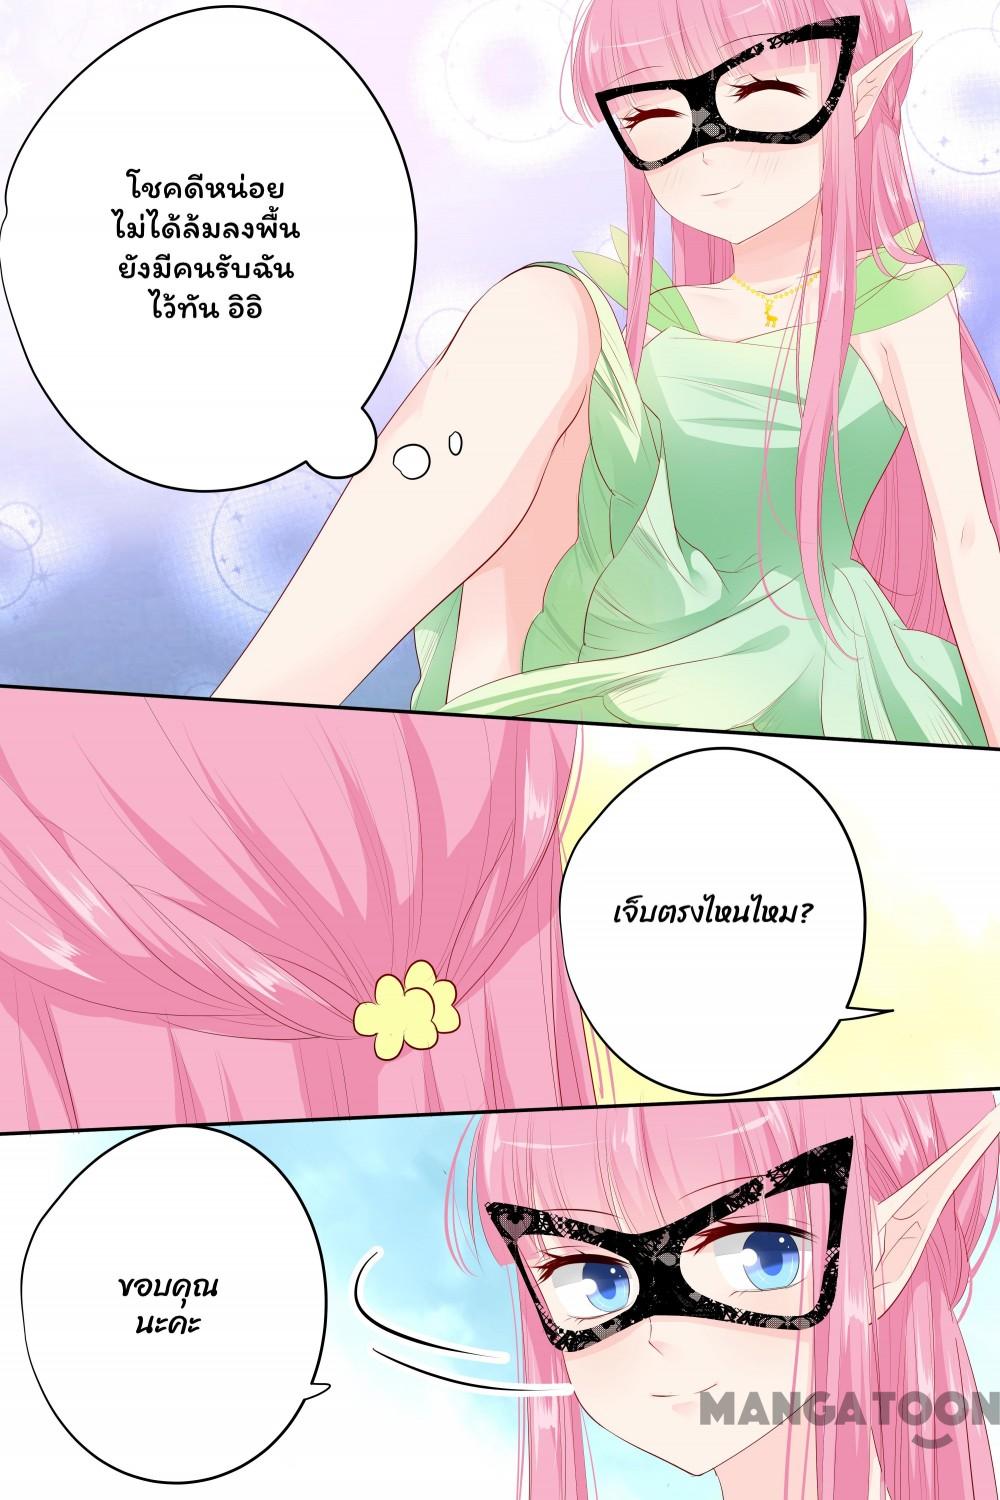 โชคดีหน่อย
ไม่ได้ล้มลงพื้น
ยังมีคนรับฉัน
ไว้ทัน อิอิ
เจ็บตรงไหนไหม?
ขอบคุณ
นะคะ
MANGATOON